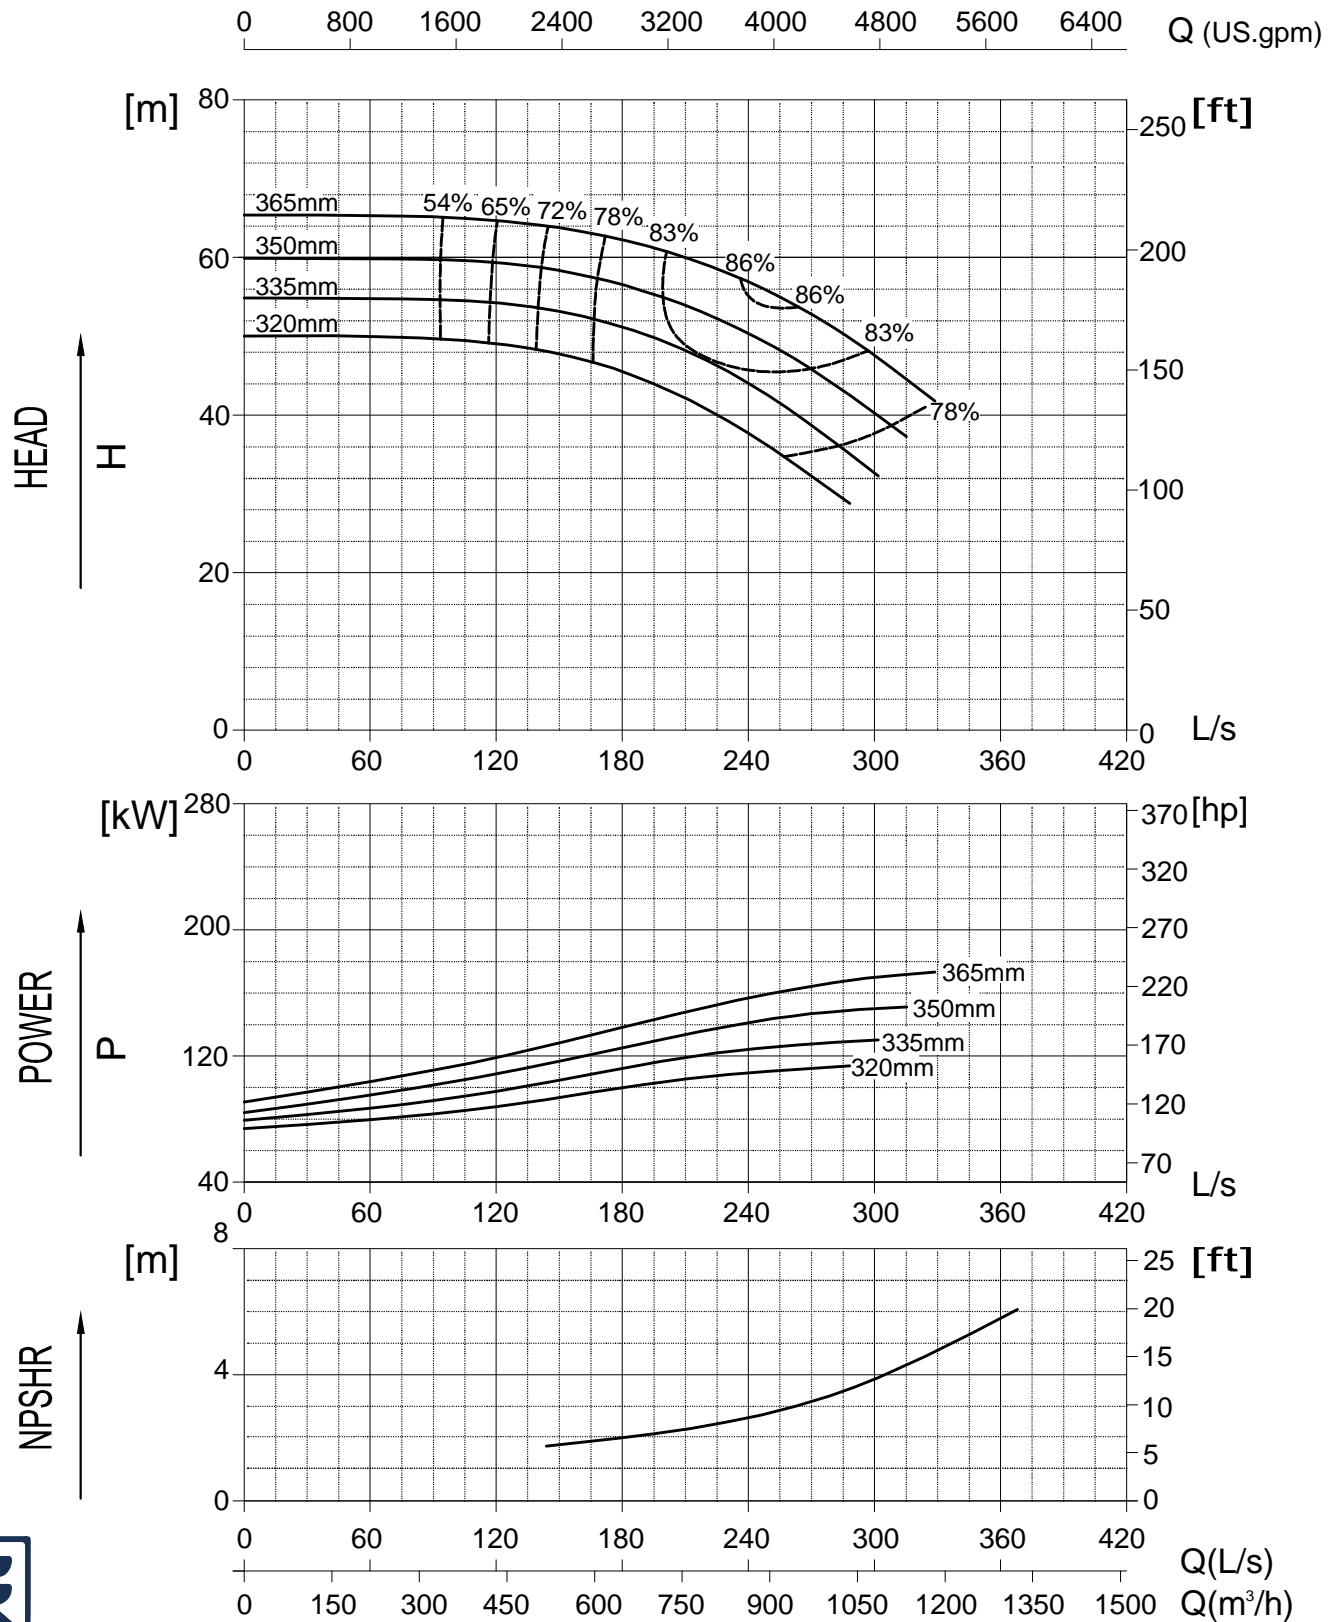 0 800 1600 2400 3200 4000 4800 5600 6400 Q (US.gpm)
[m] 80 [ft]
250
365mm 54% 65% 72% 78%
83%
350mm
60 200
86%
335mm 86%
320mm 83%
150
HEAD
H
40 78%
100
20
50
0 0 L/s
0 60 120 180 240 300 360 420
[kW] 280 370 [hp]
320
200 270
365mm 220
350mm
POWER
P
120 335mm 170
320mm
120
70
40 L/s
0 60 120 180 240 300 360 420
8
[m] 25 [ft]
20
15
4
NPSHR
10
5
0 0
0 60 120 180 240 300 360 420
Q(L/s)
0 150 300 450 600 750 900 1050 1200 1350 1500 Q(m³/h)